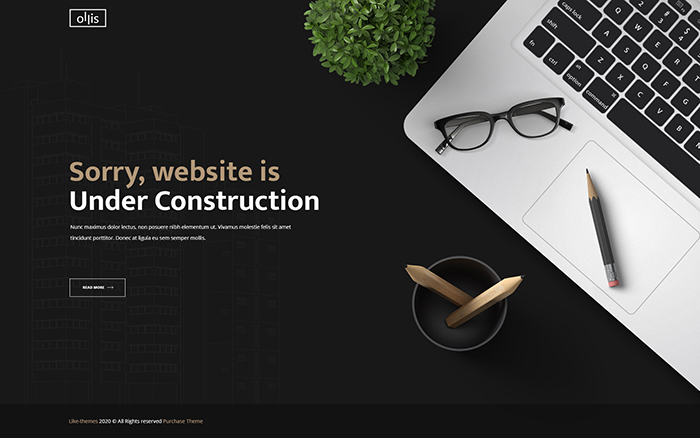 ollis
Sorry, website is
Under Construction
Nunc maximus dolor lectus, non posuere nibh elementum ut. Vivamus molestie felis sit amet
tincidunt porttitor. Donec at ligula eu sem semper mollis.
READ MORE
Like-themes 2020 © All Rights reserved Purchase Theme
caps lock
A
shift
fn
ctrl
alt
option
⌘
command
Z
X
C
V
S
D
F
G
Q
W
E
R